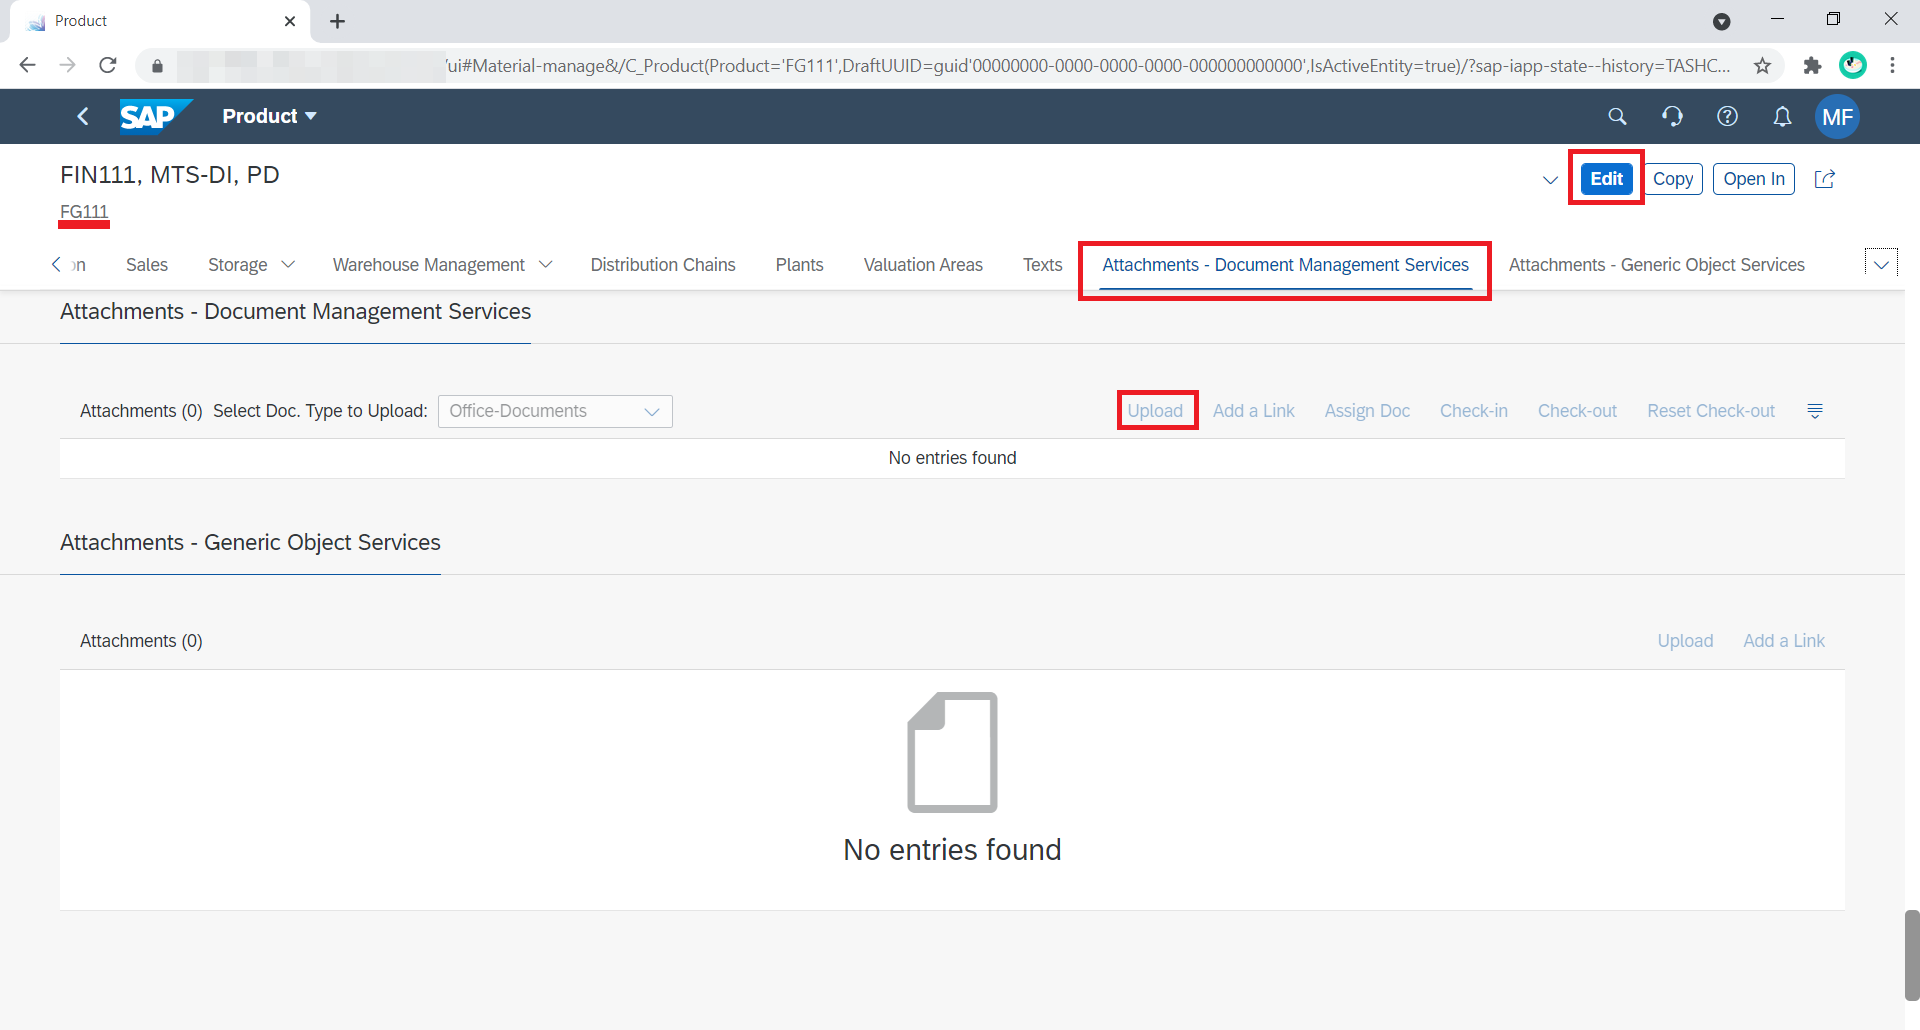 Product
/ui#Material-manage&/C_Product(Product='FG111',DraftUUID=guid'00000000-0000-0000-0000-000000000000',IsActiveEntity=true)/?sap-iapp-state--history=TASHC...
SAP Product MF
FIN111, MTS-DI, PD
Edit Copy Open In
FG111
on Sales Storage Warehouse Management Distribution Chains Plants Valuation Areas Texts Attachments - Document Management Services Attachments - Generic Object Services
Attachments - Document Management Services
Attachments (0) Select Doc. Type to Upload: Office-Documents Upload Add a Link Assign Doc Check-in Check-out Reset Check-out
No entries found
Attachments - Generic Object Services
Attachments (0) Upload Add a Link
No entries found